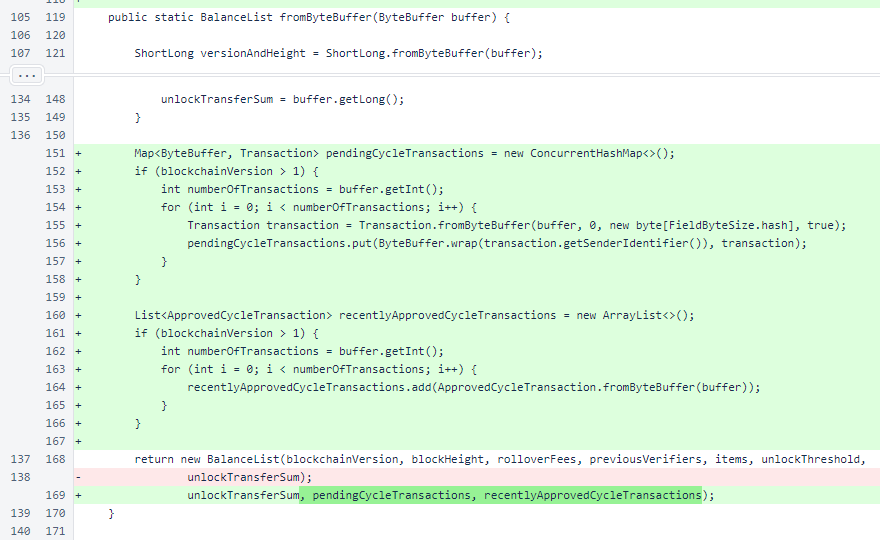 118 +
105 119 public static BalanceList fromByteBuffer(ByteBuffer buffer) {
106 120
107 121 ShortLong versionAndHeight = ShortLong.fromByteBuffer(buffer);
...
134 148 unlockTransferSum = buffer.getLong();
135 149 }
136 150
151 + Map<ByteBuffer, Transaction> pendingCycleTransactions = new ConcurrentHashMap<>();
152 + if (blockchainVersion > 1) {
153 + int numberOfTransactions = buffer.getInt();
154 + for (int i = 0; i < numberOfTransactions; i++) {
155 + Transaction transaction = Transaction.fromByteBuffer(buffer, 0, new byte[FieldByteSize.hash], true);
156 + pendingCycleTransactions.put(ByteBuffer.wrap(transaction.getSenderIdentifier()), transaction);
157 + }
158 + }
159 +
160 + List<ApprovedCycleTransaction> recentlyApprovedCycleTransactions = new ArrayList<>();
161 + if (blockchainVersion > 1) {
162 + int numberOfTransactions = buffer.getInt();
163 + for (int i = 0; i < numberOfTransactions; i++) {
164 + recentlyApprovedCycleTransactions.add(ApprovedCycleTransaction.fromByteBuffer(buffer));
165 + }
166 + }
167 +
137 168 return new BalanceList(blockchainVersion, blockHeight, rolloverFees, previousVerifiers, items, unlockThreshold,
138 - unlockTransferSum);
169 + unlockTransferSum, pendingCycleTransactions, recentlyApprovedCycleTransactions);
139 170 }
140 171